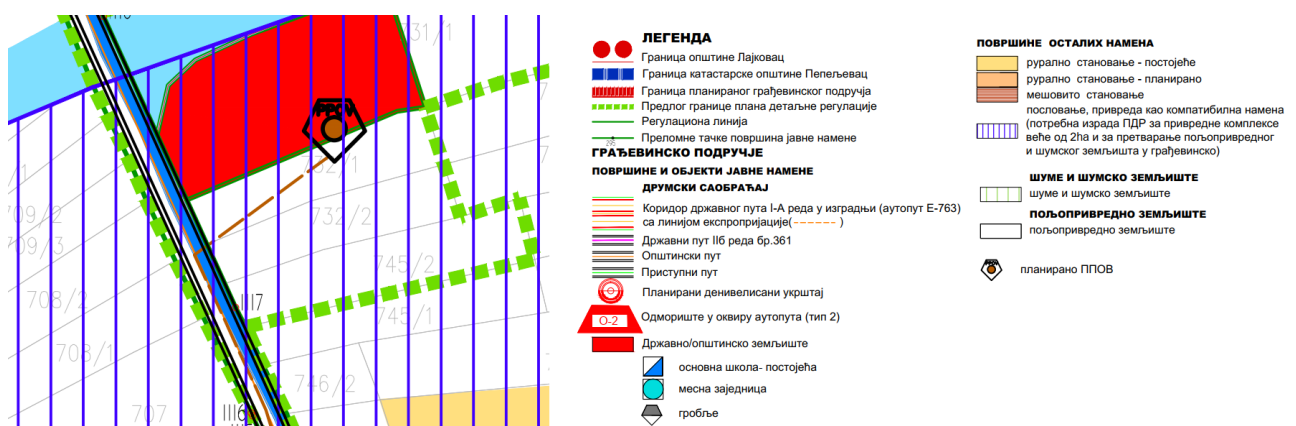 1118
731/1
ППОВ
732/1
732/2
709/2
709/3
745/2
708/2
1117
745/1
708/1
746/2
707
1116
ЛЕГЕНДА
Граница општине Лајковац
Граница катастарске општине Пепељевац
Граница планираног грађевинског подручја
Предлог границе плана детаљне регулације
Регулациона линија
Преломне тачке површина јавне намене
ГРАЂЕВИНСКО ПОДРУЧЈЕ
ПОВРШИНЕ И ОБЈЕКТИ ЈАВНЕ НАМЕНЕ
ДРУМСКИ САОБРАЋАЈ
Коридор државног пута I-А реда у изградњи (аутопут Е-763)
са линијом експропријације( )
Државни пут IIб реда бр.361
Општински пут
Приступни пут
Планирани денивелисани укрштај
О-2
Одмориште у оквиру аутопута (тип 2)
Државно/општинско земљиште
основна школа- постојећа
месна заједница
гробље
ПОВРШИНЕ ОСТАЛИХ НАМЕНА
рурално становање - постојеће
рурално становање - планирано
мешовито становање
пословање, привреда као компатибилна намена
(потребна израда ПДР за привредне комплексе
веће од 2ha и за претварање пољопривредног
и шумског земљишта у грађевинско)
ШУМЕ И ШУМСКО ЗЕМЉИШТЕ
шуме и шумско земљиште
ПОЉОПРИВРЕДНО ЗЕМЉИШТЕ
пољопривредно земљиште
планирано ППОВ